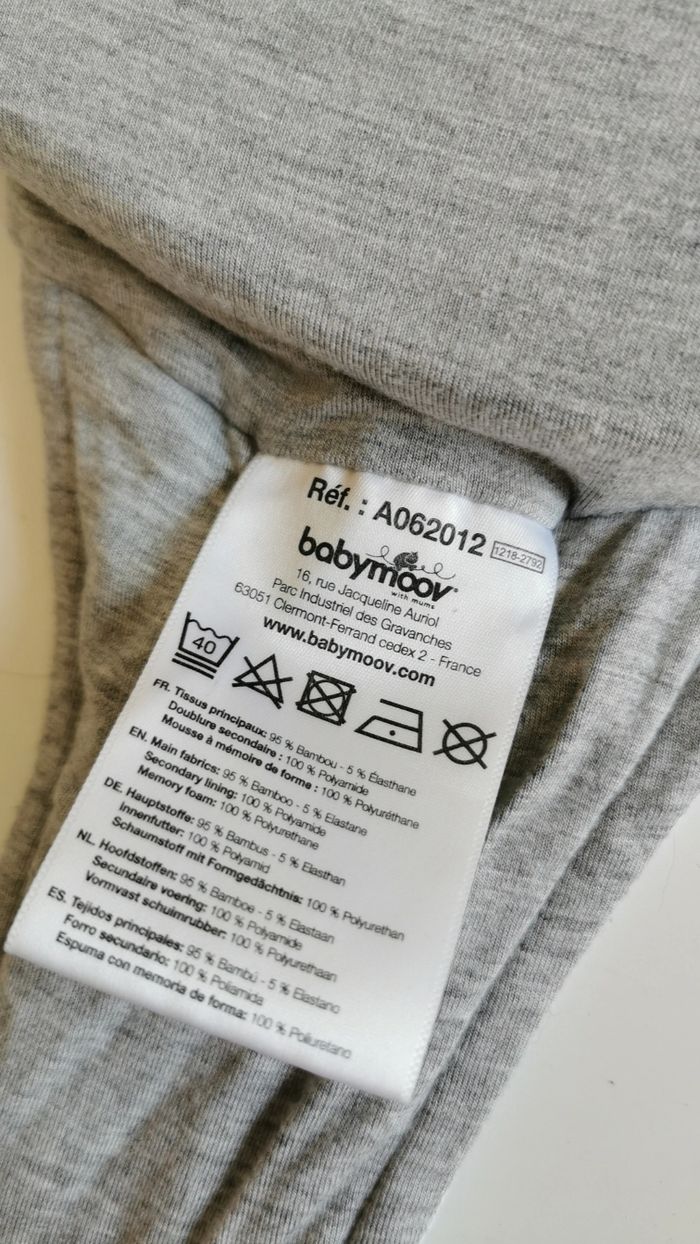 Réf. : A062012 1218-2792
babymoov
with mums
16, rue Jacqueline Auriol
Parc Industriel des Gravanches
63051 Clermont-Ferrand cedex 2 - France
www.babymoov.com
40
FR. Tissus principaux: 95 % Bambou - 5 % Élasthane
Doublure secondaire : 100 % Polyamide
Mousse à mémoire de forme : 100 % Polyuréthane
EN. Main fabrics: 95 % Bamboo - 5 % Elastane
Secondary lining: 100 % Polyamide
Memory foam: 100 % Polyurethane
DE. Hauptstoffe: 95 % Bambus - 5 % Elasthan
Innenfutter: 100 % Polyamid
Schaumstoff mit Formgedächtnis: 100 % Polyurethan
NL. Hoofdstoffen: 95 % Bamboe - 5 % Elastaan
Secundaire voering: 100 % Polyamide
Vormvast schuimrubber: 100 % Polyurethaan
ES. Tejidos principales: 95 % Bambú - 5 % Elastano
Forro secundario: 100 % Poliamida
Espuma con memoria de forma: 100 % Poliuretano